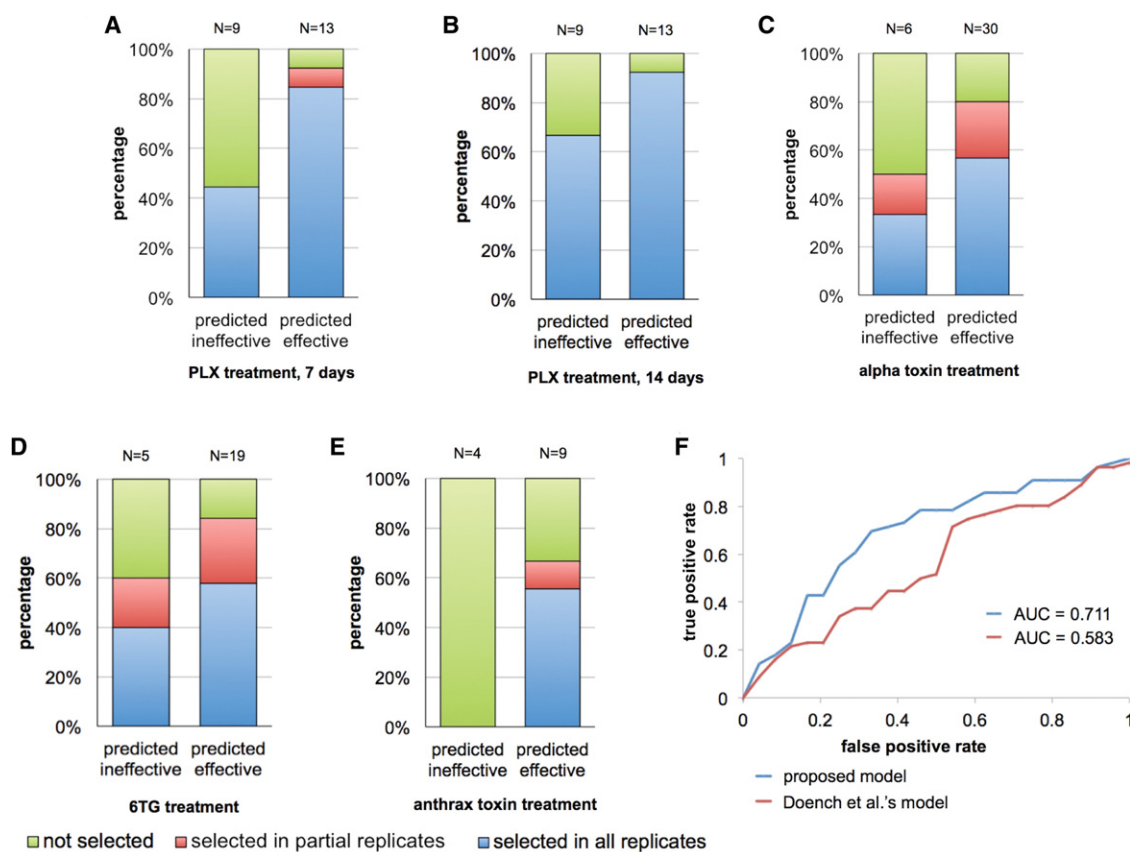 A
N=9 N=13
100%
80%
60%
40%
20%
0%
percentage
predicted ineffective
predicted effective
PLX treatment, 7 days
B
N=9 N=13
100%
80%
60%
40%
20%
0%
percentage
predicted ineffective
predicted effective
PLX treatment, 14 days
C
N=6 N=30
100%
80%
60%
40%
20%
0%
percentage
predicted ineffective
predicted effective
alpha toxin treatment
D
N=5 N=19
100%
80%
60%
40%
20%
0%
percentage
predicted ineffective
predicted effective
6TG treatment
E
N=4 N=9
100%
80%
60%
40%
20%
0%
percentage
predicted ineffective
predicted effective
anthrax toxin treatment
F
1
0.8
0.6
0.4
0.2
0
true positive rate
AUC = 0.711
AUC = 0.583
0 0.2 0.4 0.6 0.8 1
false positive rate
proposed model
Doench et al.'s model
not selected selected in partial replicates selected in all replicates